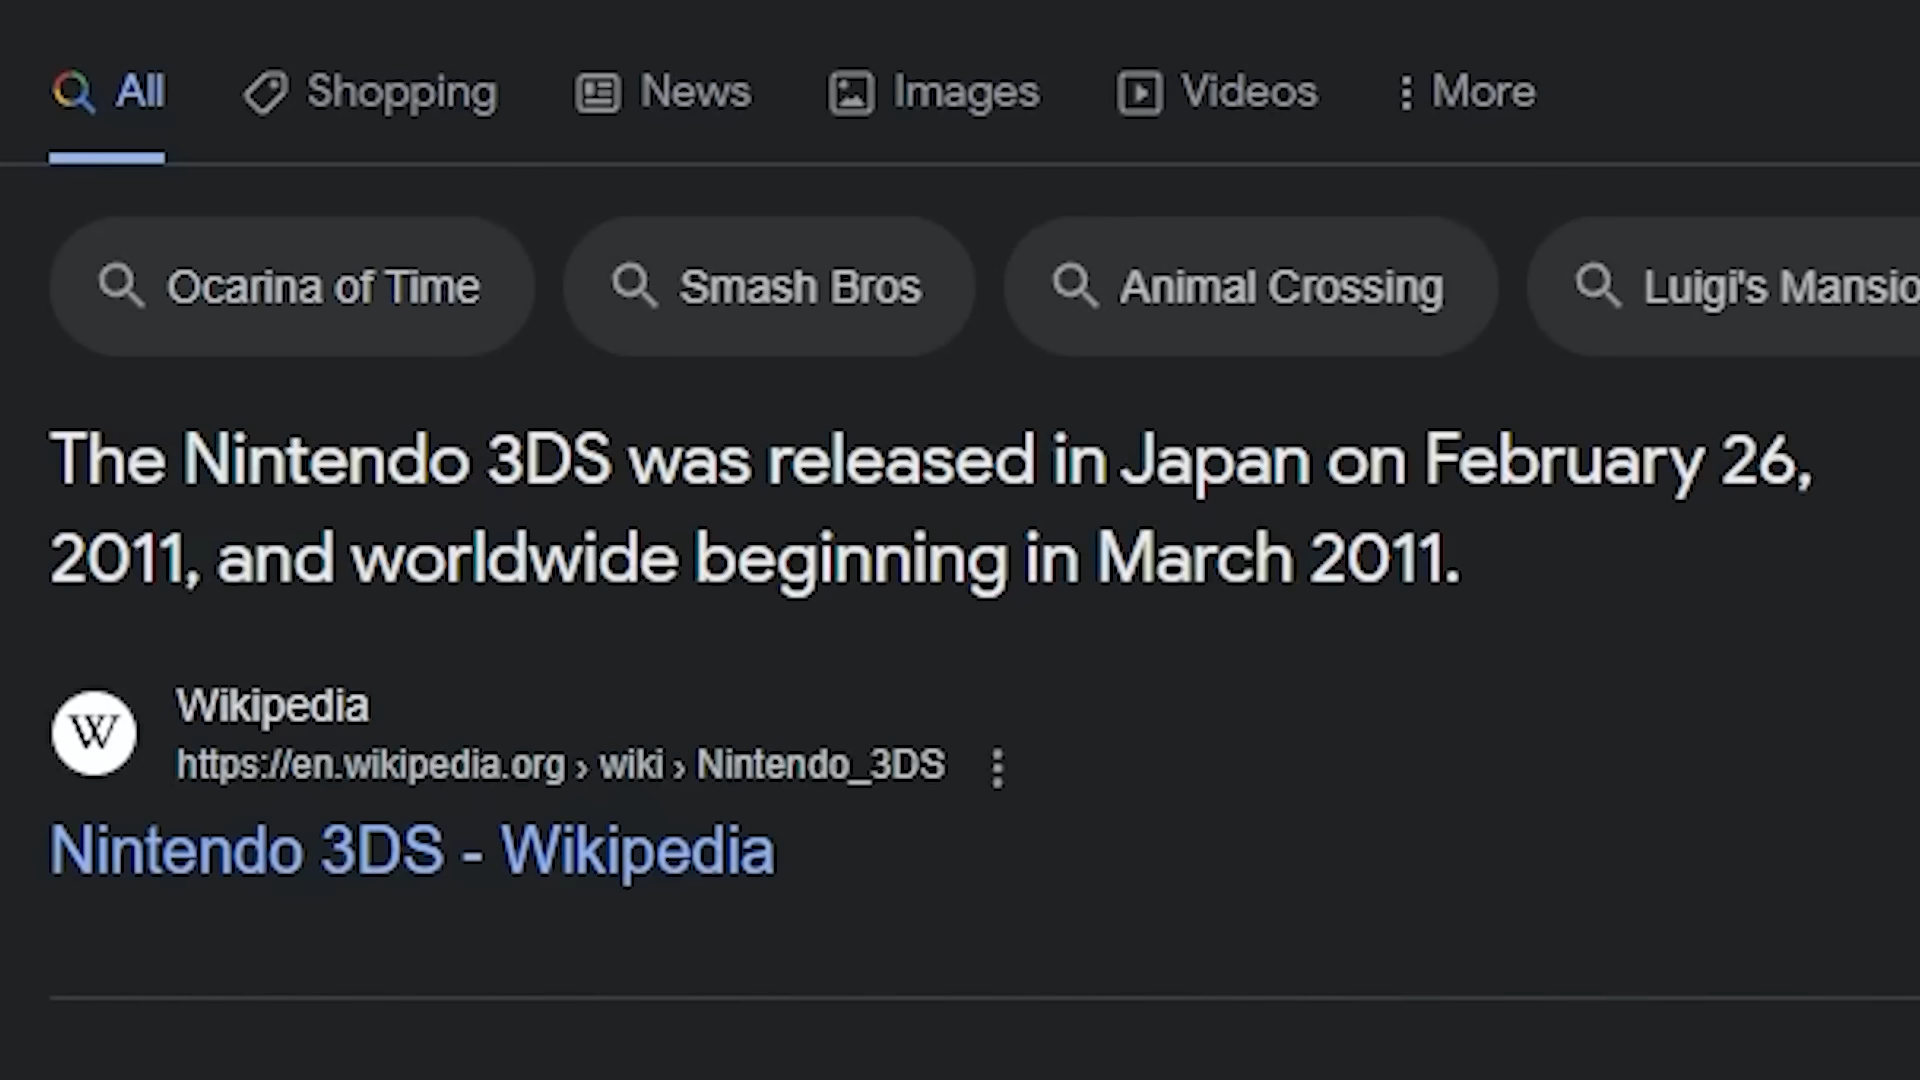 All Shopping News Images Videos More
Ocarina of Time Smash Bros Animal Crossing Luigi's Mansio
The Nintendo 3DS was released in Japan on February 26,
2011, and worldwide beginning in March 2011.
W
Wikipedia
https://en.wikipedia.org › wiki › Nintendo_3DS
Nintendo 3DS - Wikipedia